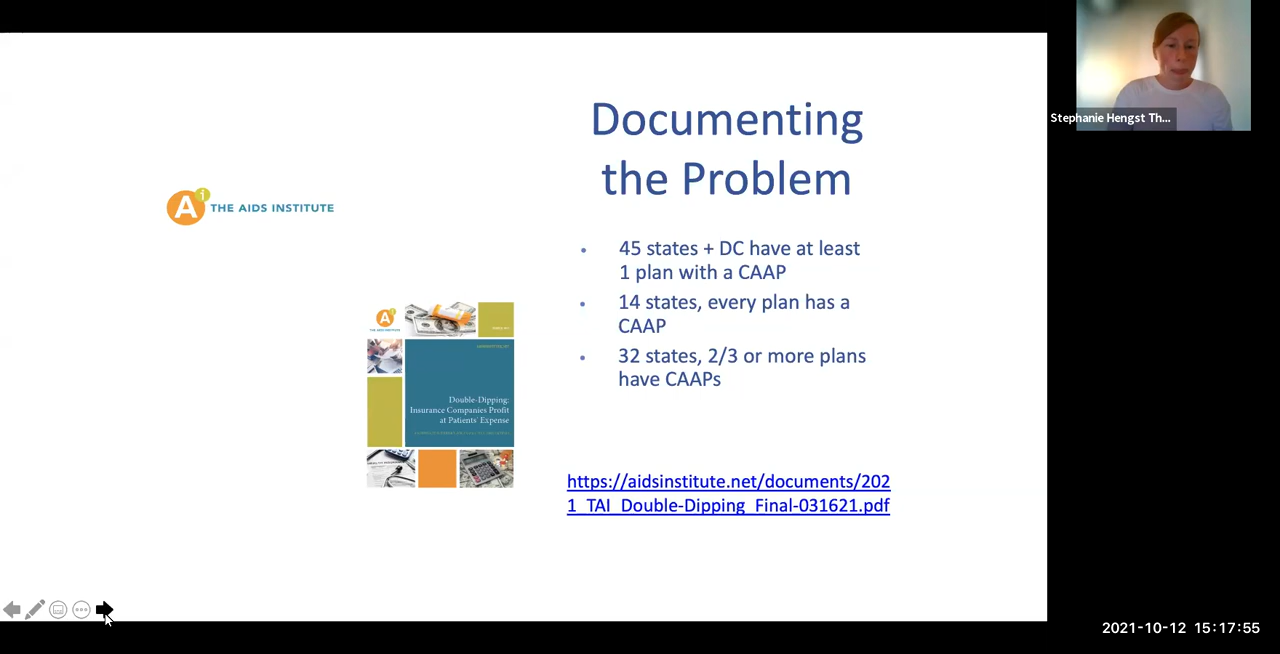 Documenting
the Problem
Stephanie Hengst Th...
THE AIDS INSTITUTE
• 45 states + DC have at least
1 plan with a CAAP
• 14 states, every plan has a
CAAP
• 32 states, 2/3 or more plans
have CAAPs
Double-Dipping:
Insurance Companies Profit
at Patients' Expense
https://aidsinstitute.net/documents/202
1_TAI_Double-Dipping_Final-031621.pdf
2021-10-12 15:17:55